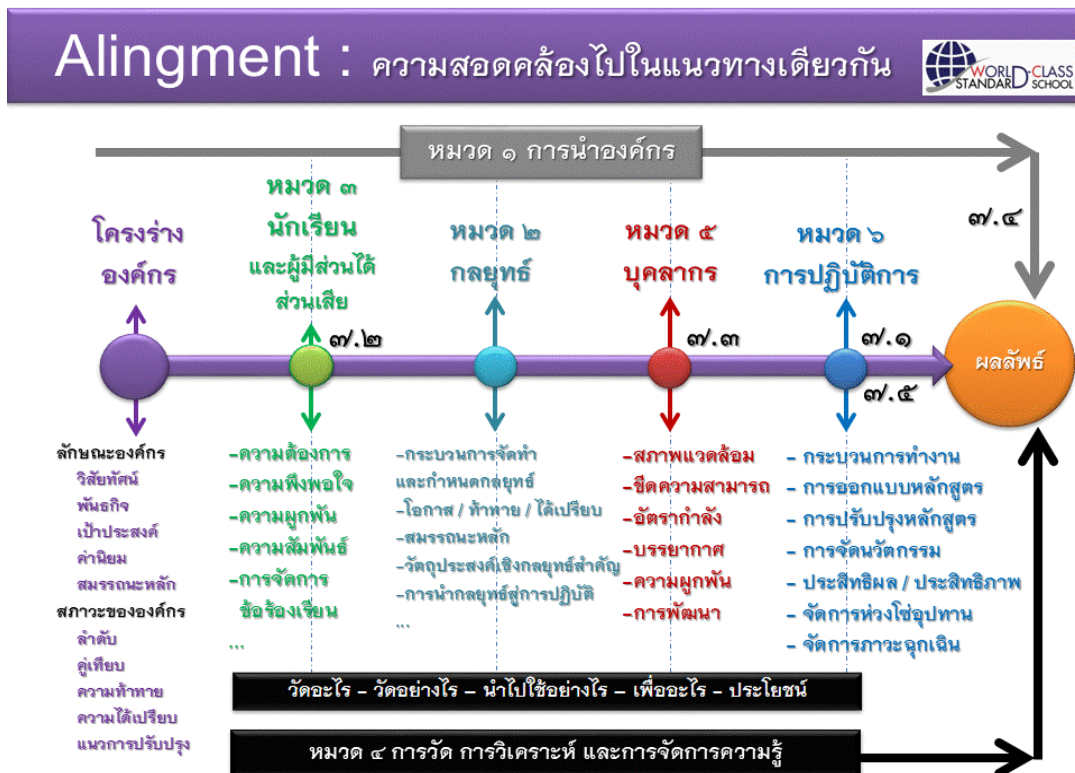 Alingment : ความสอดคล้องไปในแนวทางเดียวกัน
WORLD-CLASS
STANDARD SCHOOL
หมวด ๑ การนำองค์กร
๗.๔
โครงร่าง
องค์กร
หมวด ๓
นักเรียน
และผู้มีส่วนได้
ส่วนเสีย
หมวด ๒
กลยุทธ์
หมวด ๕
บุคลากร
หมวด ๖
การปฏิบัติการ
๗.๒
๗.๓
๗.๑
๗.๕
ผลลัพธ์
ลักษณะองค์กร
วิสัยทัศน์
พันธกิจ
เป้าประสงค์
ค่านิยม
สมรรถนะหลัก
สภาวะขององค์กร
ลำดับ
คู่เทียบ
ความท้าทาย
ความได้เปรียบ
แนวการปรับปรุง
-ความต้องการ
-ความพึงพอใจ
-ความผูกพัน
-ความสัมพันธ์
-การจัดการ
ข้อร้องเรียน
...
-กระบวนการจัดทำ
และกำหนดกลยุทธ์
-โอกาส / ท้าทาย / ได้เปรียบ
-สมรรถนะหลัก
-วัตถุประสงค์เชิงกลยุทธ์สำคัญ
-การนำกลยุทธ์สู่การปฏิบัติ
...
-สภาพแวดล้อม
-ขีดความสามารถ
-อัตรากำลัง
-บรรยากาศ
-ความผูกพัน
-การพัฒนา
- กระบวนการทำงาน
- การออกแบบหลักสูตร
- การปรับปรุงหลักสูตร
- การจัดนวัตกรรม
- ประสิทธิผล / ประสิทธิภาพ
- จัดการห่วงโซ่อุปทาน
- จัดการภาวะฉุกเฉิน
วัดอะไร - วัดอย่างไร - นำไปใช้อย่างไร - เพื่ออะไร - ประโยชน์
หมวด ๔ การวัด การวิเคราะห์ และการจัดการความรู้